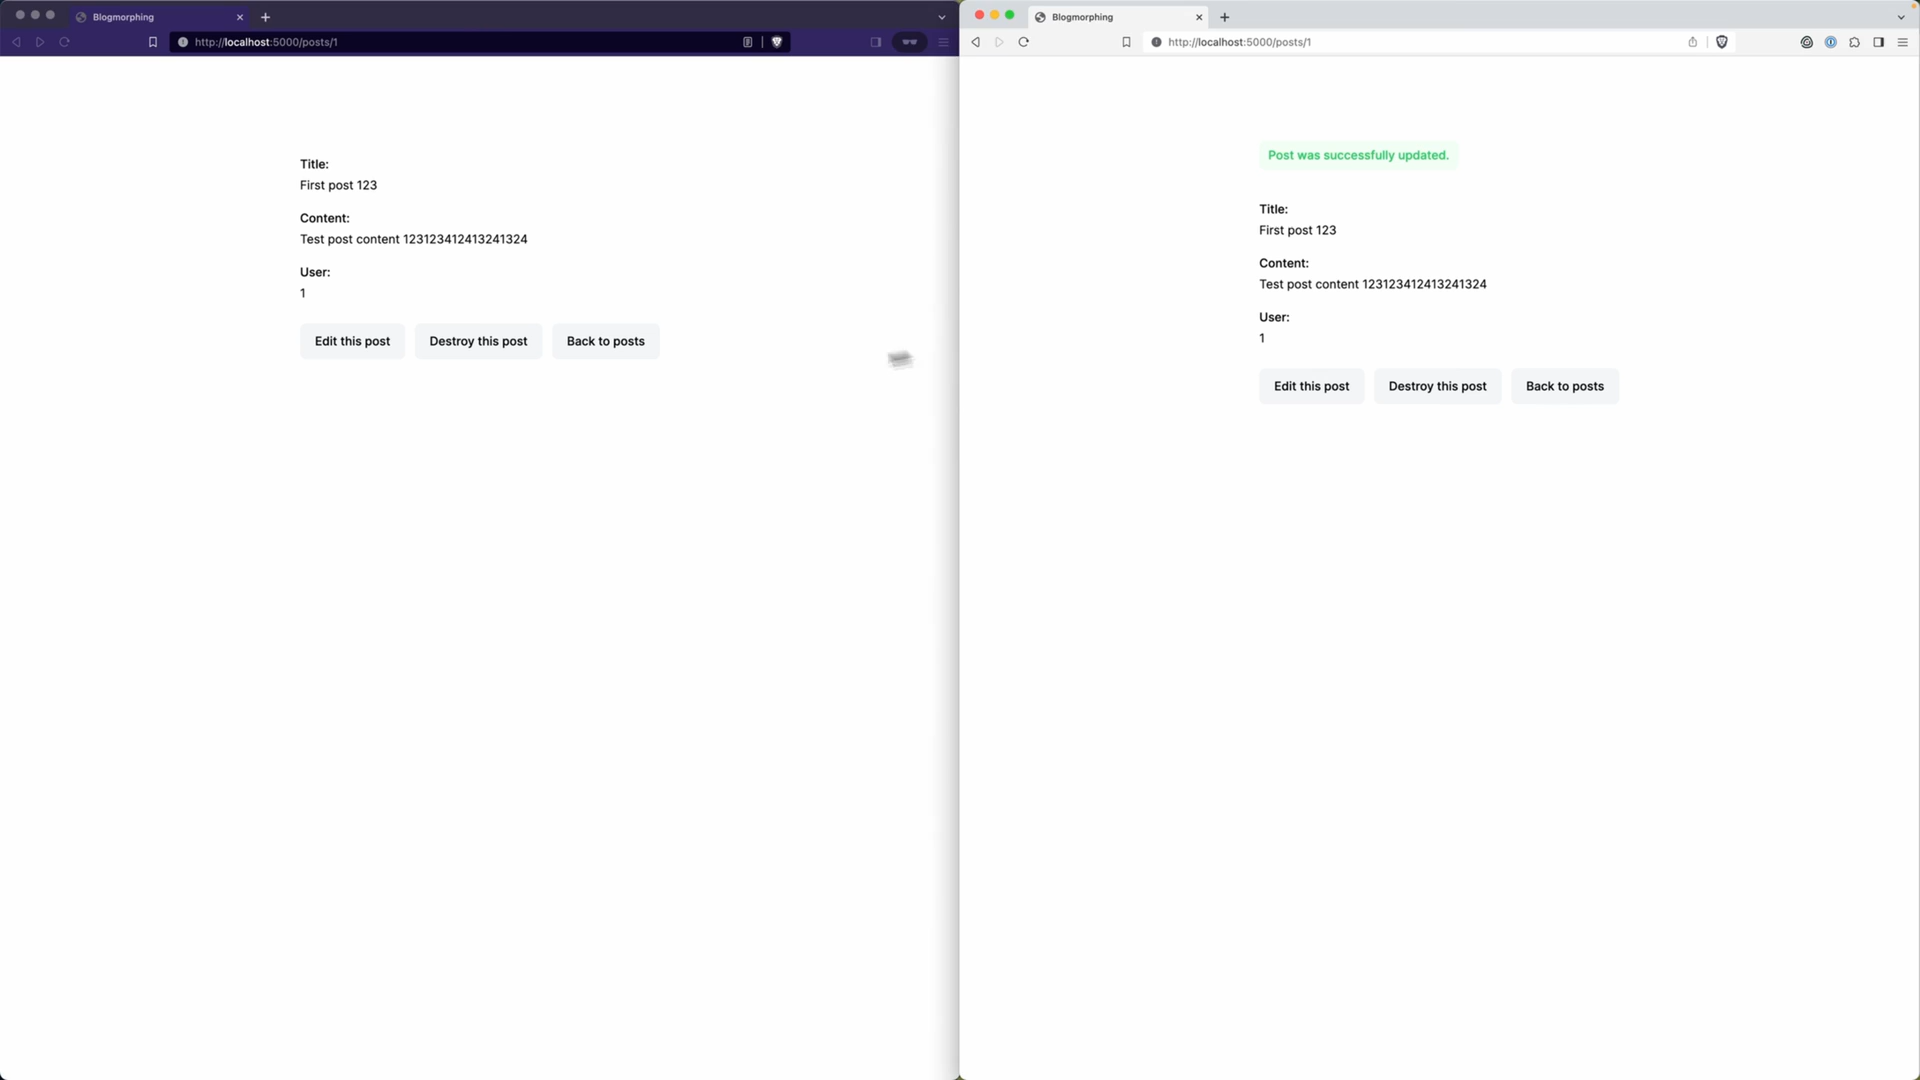 Blogmorphing
http://localhost:5000/posts/1
Title:
First post 123
Content:
Test post content 123123412413241324
User:
1
Edit this post
Destroy this post
Back to posts
Blogmorphing
http://localhost:5000/posts/1
Post was successfully updated.
Title:
First post 123
Content:
Test post content 123123412413241324
User:
1
Edit this post
Destroy this post
Back to posts